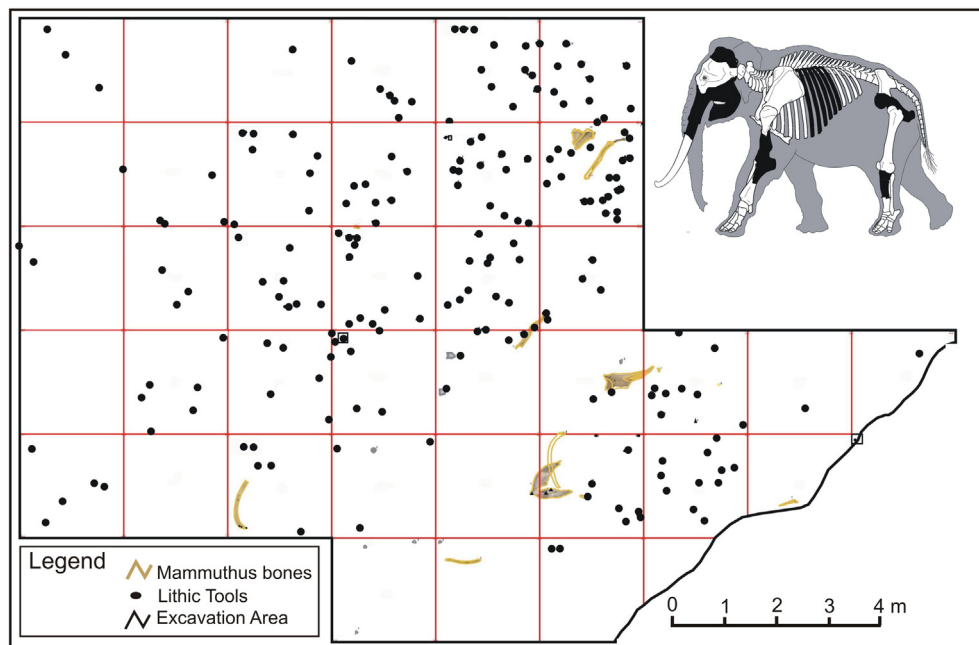 Legend
Mammuthus bones
Lithic Tools
Excavation Area
0 1 2 3 4 m